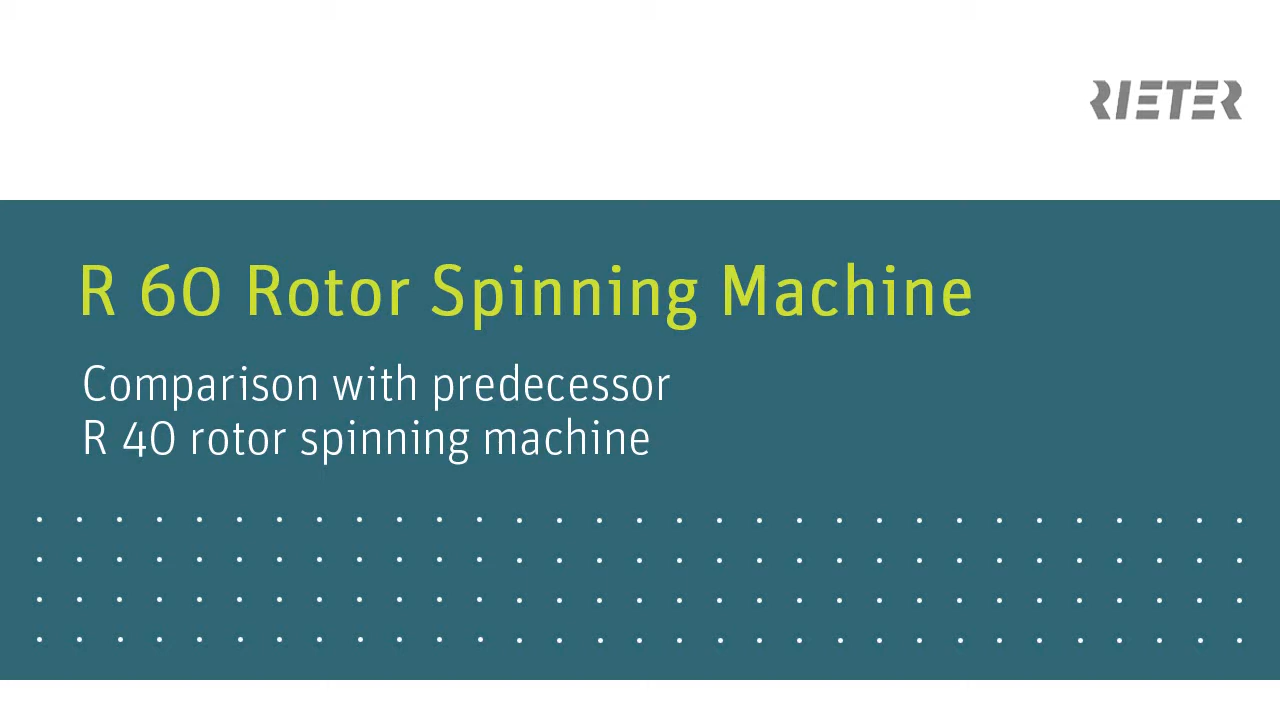 RIETER
R 60 Rotor Spinning Machine
Comparison with predecessor
R 40 rotor spinning machine